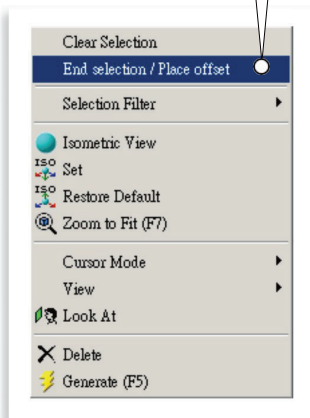 Clear Selection
End selection / Place offset
Selection Filter
Isometric View
ISO Set
ISO Restore Default
Zoom to Fit (F7)
Cursor Mode
View
Look At
Delete
Generate (F5)